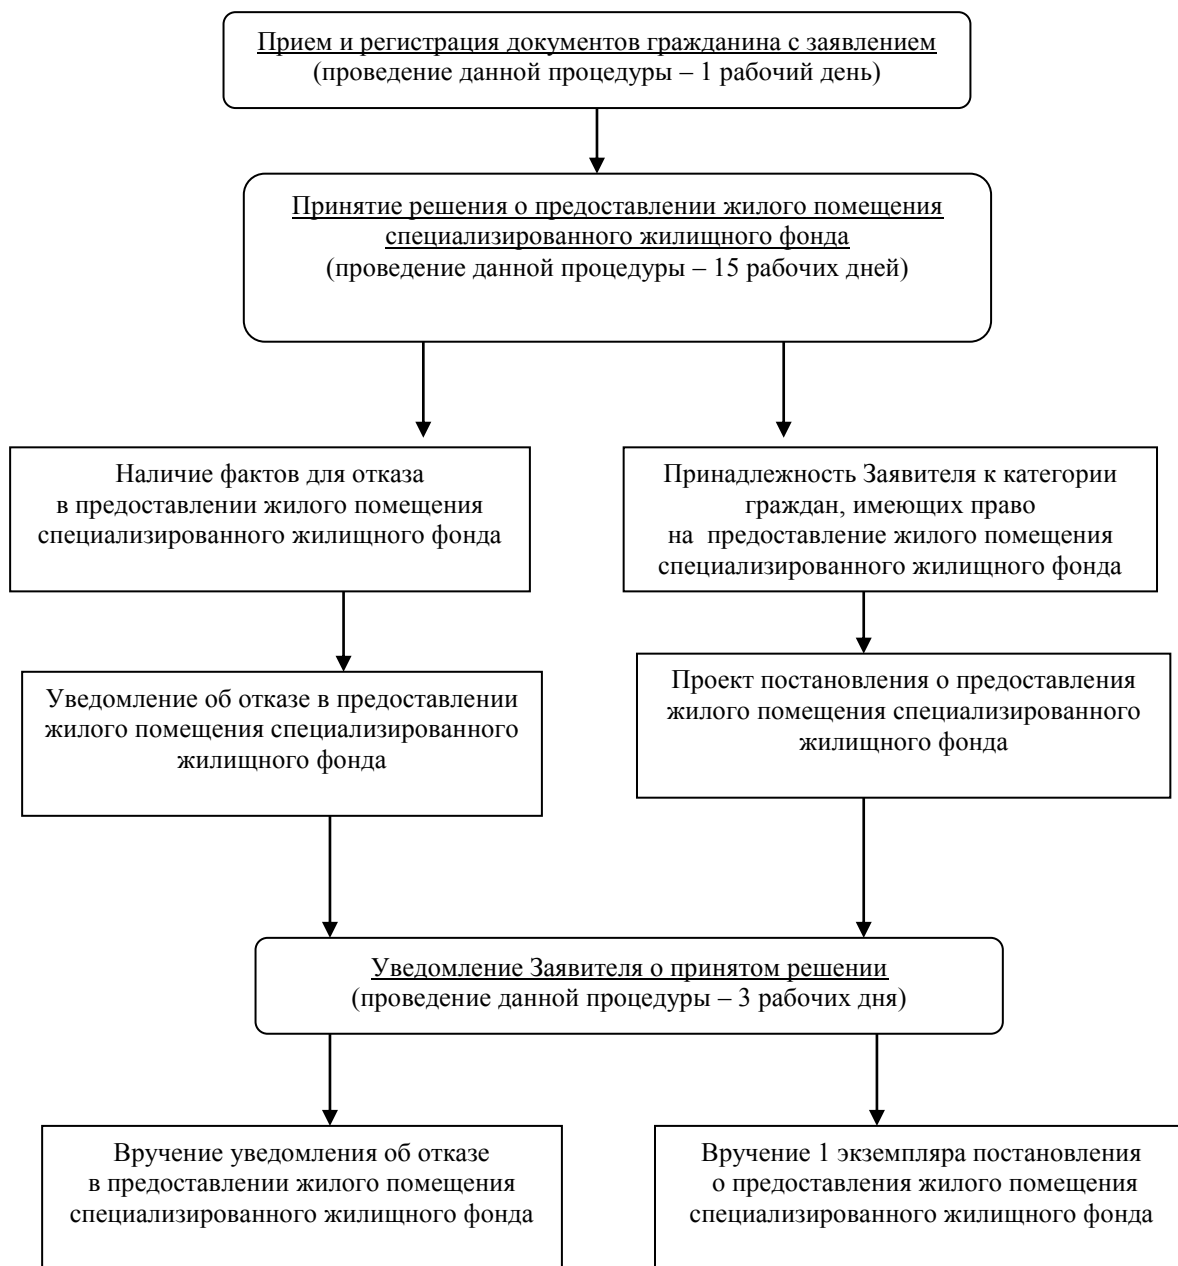 Прием и регистрация документов гражданина с заявлением
(проведение данной процедуры – 1 рабочий день)
Принятие решения о предоставлении жилого помещения
специализированного жилищного фонда
(проведение данной процедуры – 15 рабочих дней)
Наличие фактов для отказа
в предоставлении жилого помещения
специализированного жилищного фонда
Принадлежность Заявителя к категории
граждан, имеющих право
на предоставление жилого помещения
специализированного жилищного фонда
Уведомление об отказе в предоставлении
жилого помещения специализированного
жилищного фонда
Проект постановления о предоставления
жилого помещения специализированного
жилищного фонда
Уведомление Заявителя о принятом решении
(проведение данной процедуры – 3 рабочих дня)
Вручение уведомления об отказе
в предоставлении жилого помещения
специализированного жилищного фонда
Вручение 1 экземпляра постановления
о предоставления жилого помещения
специализированного жилищного фонда